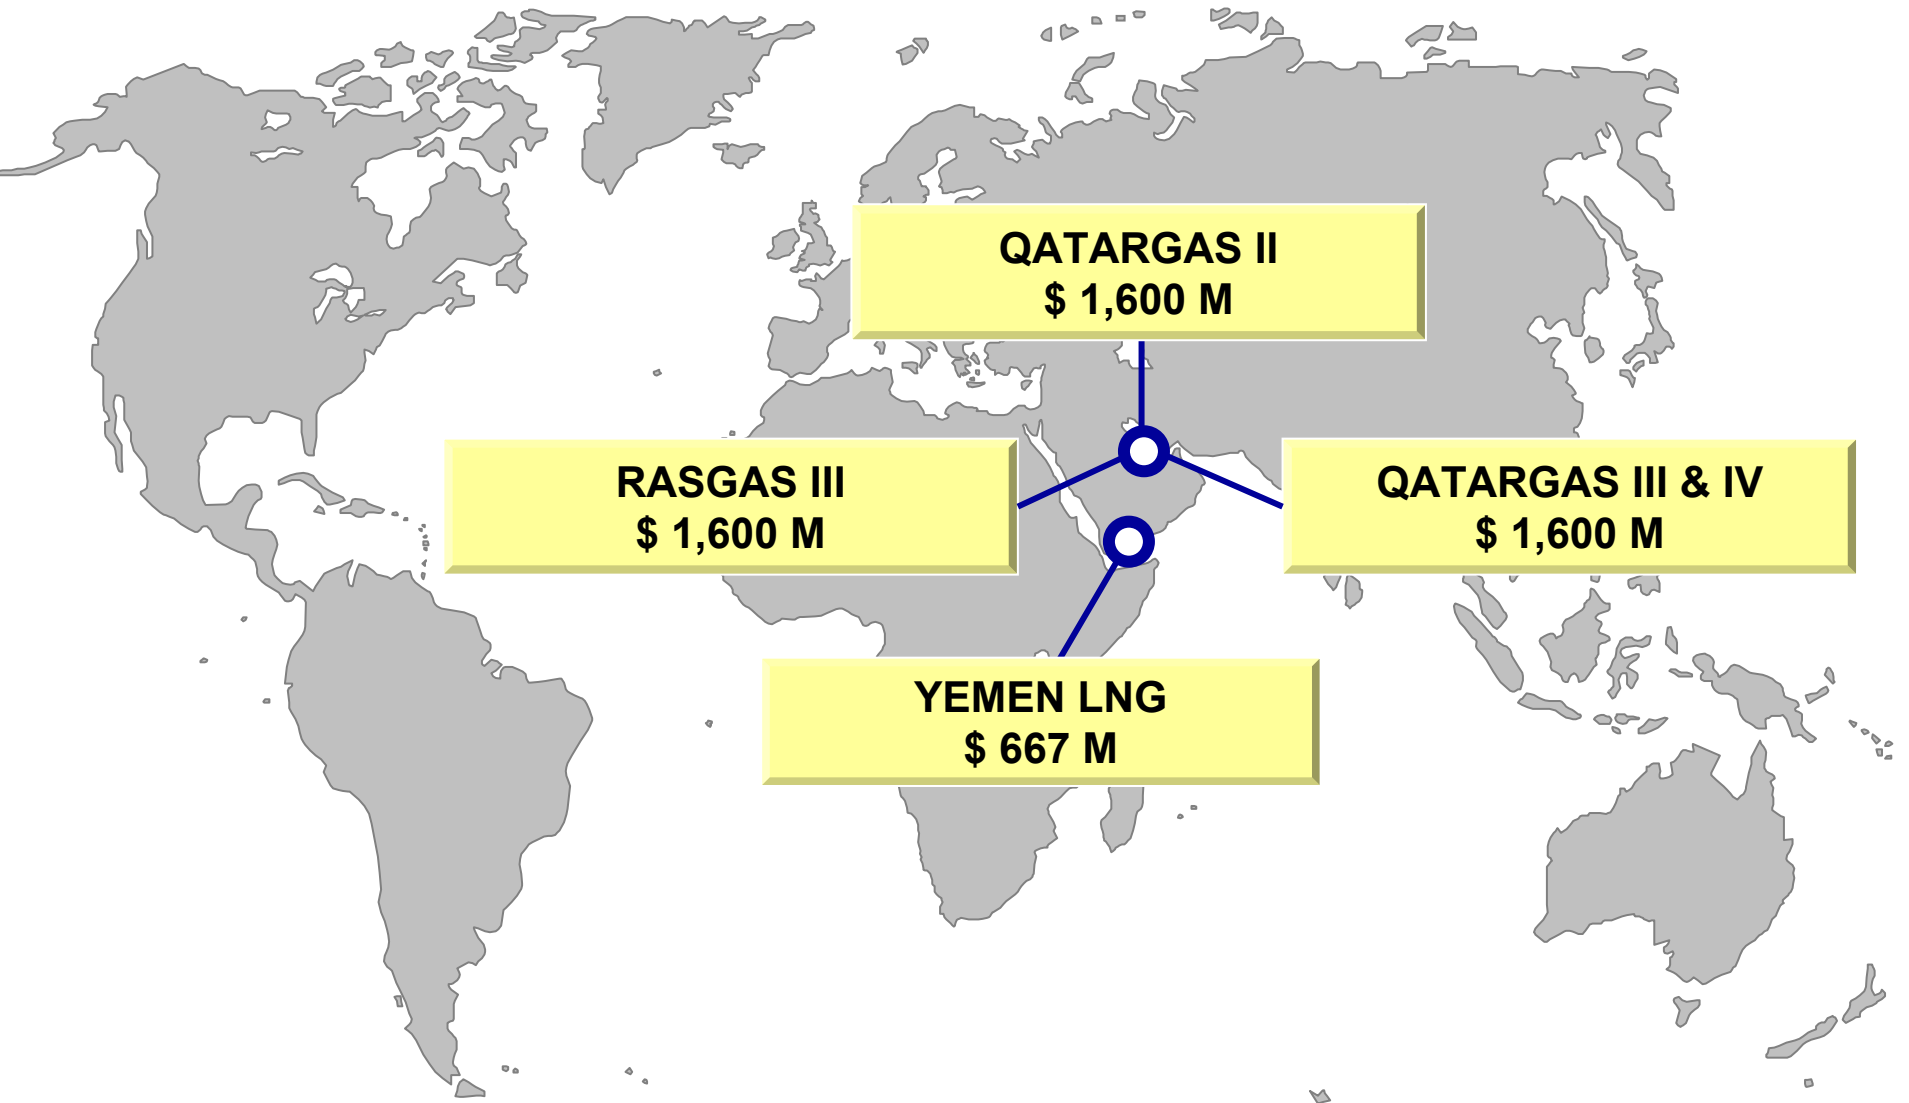 QATARGAS II
$ 1,600 M
RASGAS III
$ 1,600 M
QATARGAS III & IV
$ 1,600 M
YEMEN LNG
$ 667 M